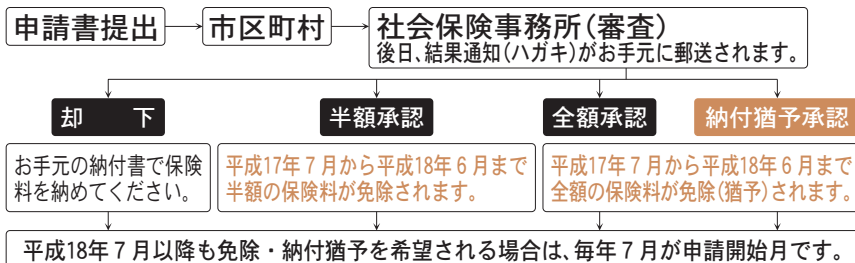 申請書提出
市区町村
社会保険事務所(審査)
後日、結果通知(ハガキ)がお手元に郵送されます。
却　下
半額承認
全額承認
納付猶予承認
お手元の納付書で保険
料を納めてください。
平成17年7月から平成18年6月まで
半額の保険料が免除されます。
平成17年7月から平成18年6月まで
全額の保険料が免除(猶予)されます。
平成18年7月以降も免除・納付猶予を希望される場合は、毎年7月が申請開始月です。